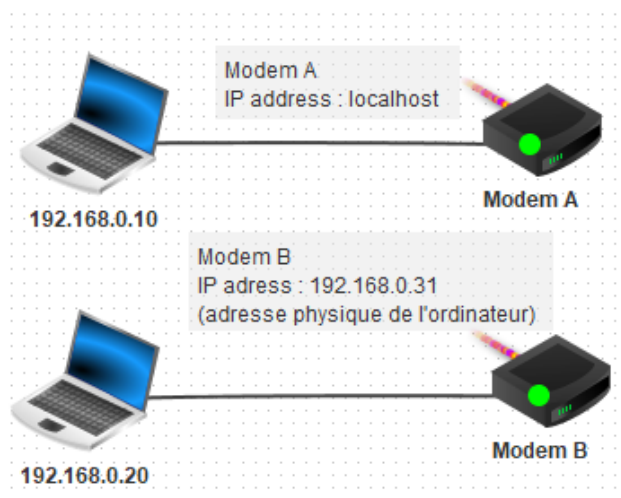 Modem A
IP address : localhost
Modem A
192.168.0.10
Modem B
IP adress : 192.168.0.31
(adresse physique de l'ordinateur)
Modem B
192.168.0.20